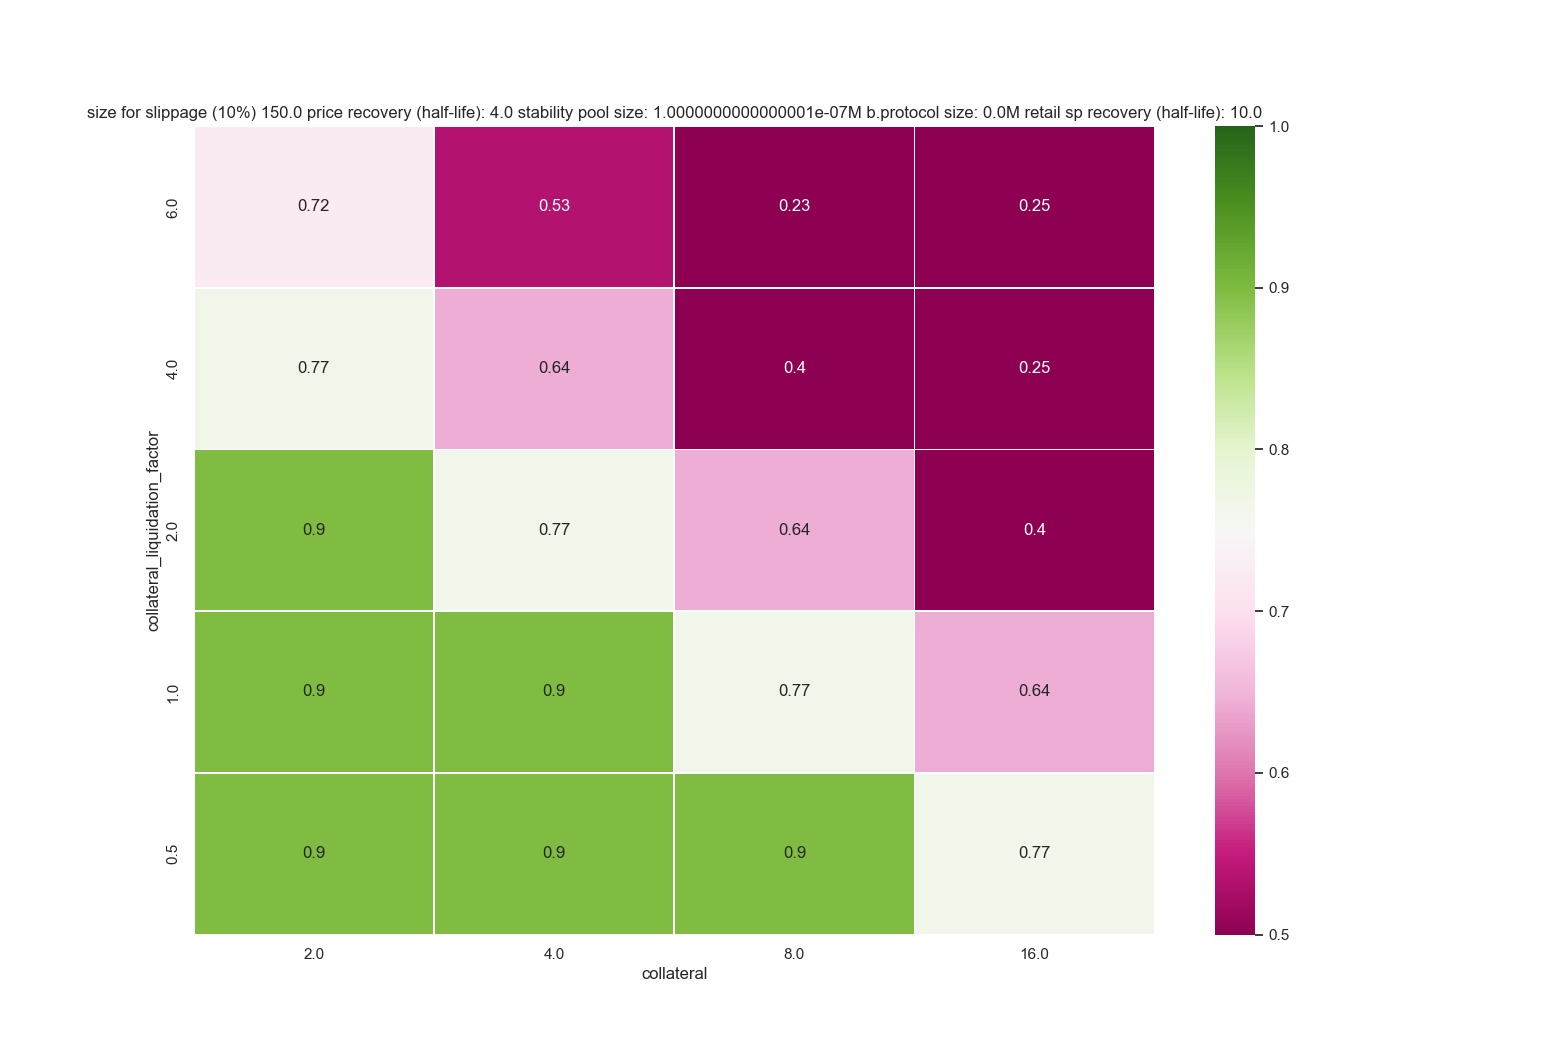 size for slippage (10%) 150.0 price recovery (half-life): 4.0 stability pool size: 1.0000000000000001e-07M b.protocol size: 0.0M retail sp recovery (half-life): 10.0
1.0
6.0 0.72 0.53 0.23 0.25
0.9
4.0 0.77 0.64 0.4 0.25
0.8
collateral_liquidation_factor
2.0 0.9 0.77 0.64 0.4
0.7
1.0 0.9 0.9 0.77 0.64
0.6
0.5 0.9 0.9 0.9 0.77
0.5
2.0 4.0 8.0 16.0
collateral